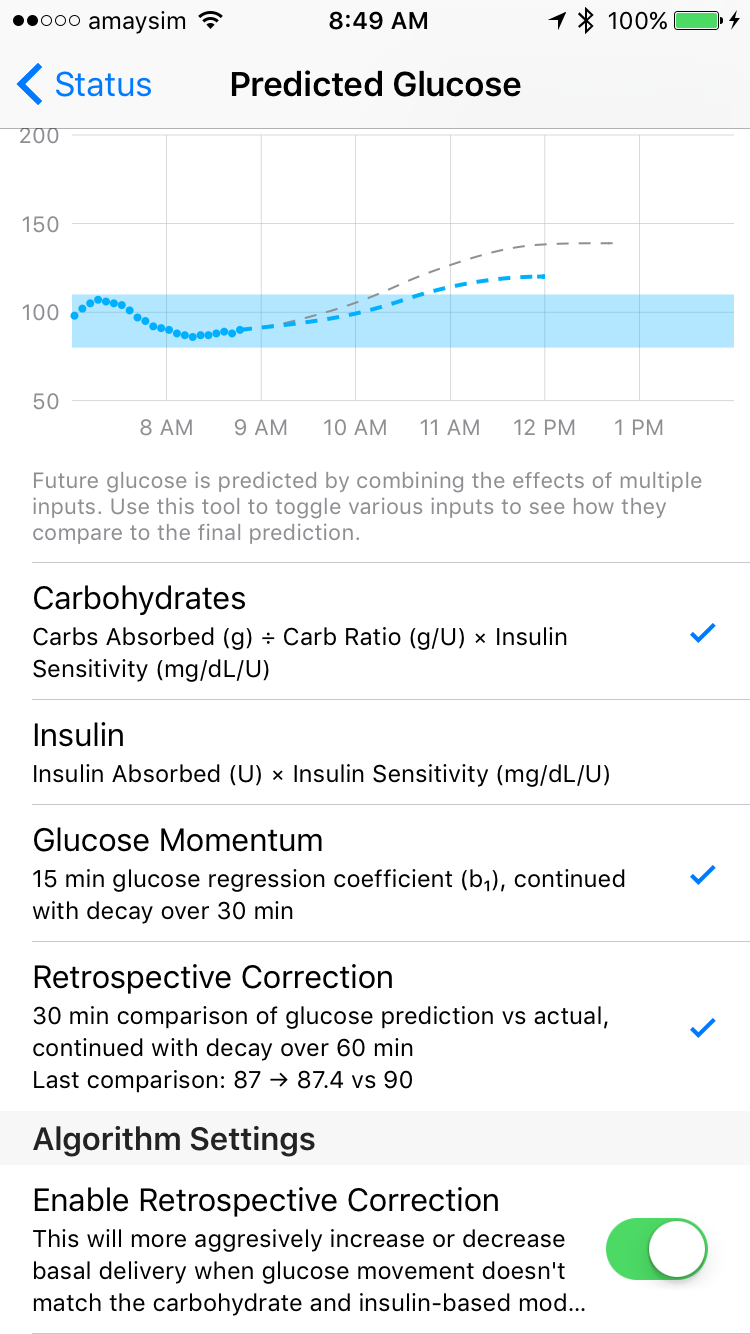 amaysim 8:49 AM 100%
Status Predicted Glucose
200
150
100
50
8 AM 9 AM 10 AM 11 AM 12 PM 1 PM
Future glucose is predicted by combining the effects of multiple
inputs. Use this tool to toggle various inputs to see how they
compare to the final prediction.
Carbohydrates
Carbs Absorbed (g) ÷ Carb Ratio (g/U) × Insulin
Sensitivity (mg/dL/U)
Insulin
Insulin Absorbed (U) × Insulin Sensitivity (mg/dL/U)
Glucose Momentum
15 min glucose regression coefficient (b₁), continued
with decay over 30 min
Retrospective Correction
30 min comparison of glucose prediction vs actual,
continued with decay over 60 min
Last comparison: 87 → 87.4 vs 90
Algorithm Settings
Enable Retrospective Correction
This will more aggresively increase or decrease
basal delivery when glucose movement doesn't
match the carbohydrate and insulin-based mod...